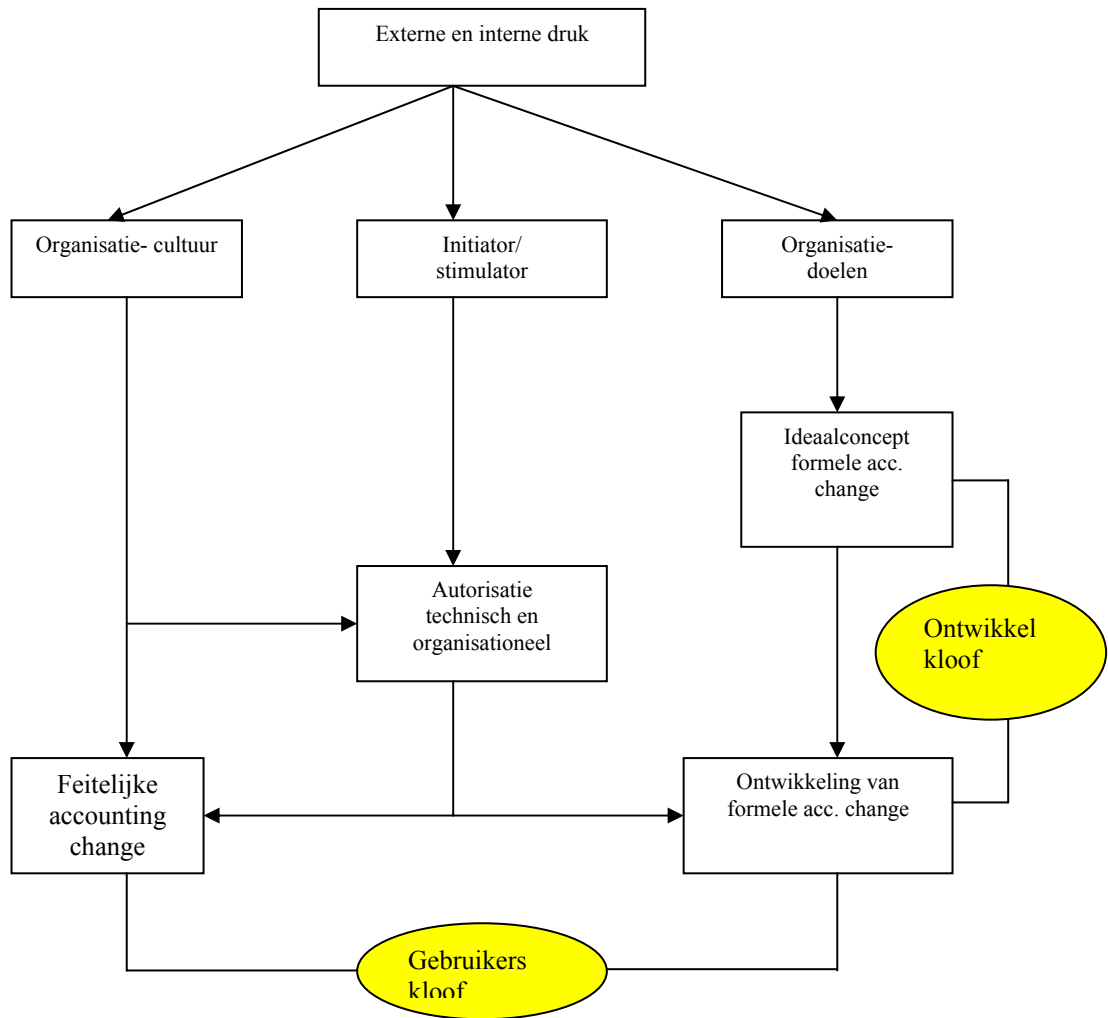 Externe en interne druk
Organisatie- cultuur
Initiator/
stimulator
Organisatie-
doelen
Ideaalconcept
formele acc.
change
Autorisatie
technisch en
organisationeel
Ontwikkel
kloof
Feitelijke
accounting
change
Ontwikkeling van
formele acc. change
Gebruikers
kloof